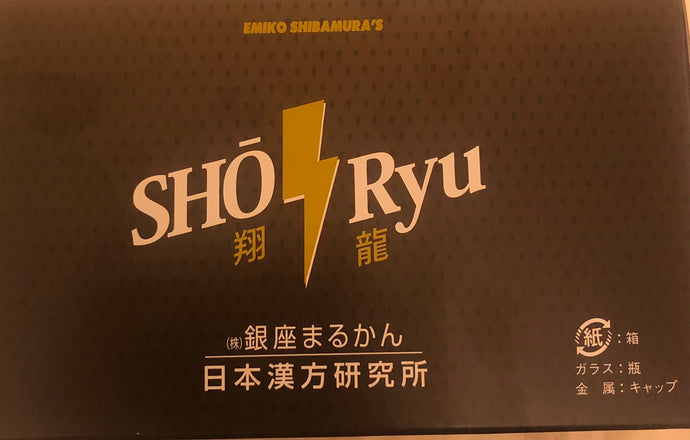 EMIKO SHIBAMURA'S
SHŌ Ryu
翔 龍
(株)銀座まるかん
日本漢方研究所
紙：箱
ガラス：瓶
金 属：キャップ